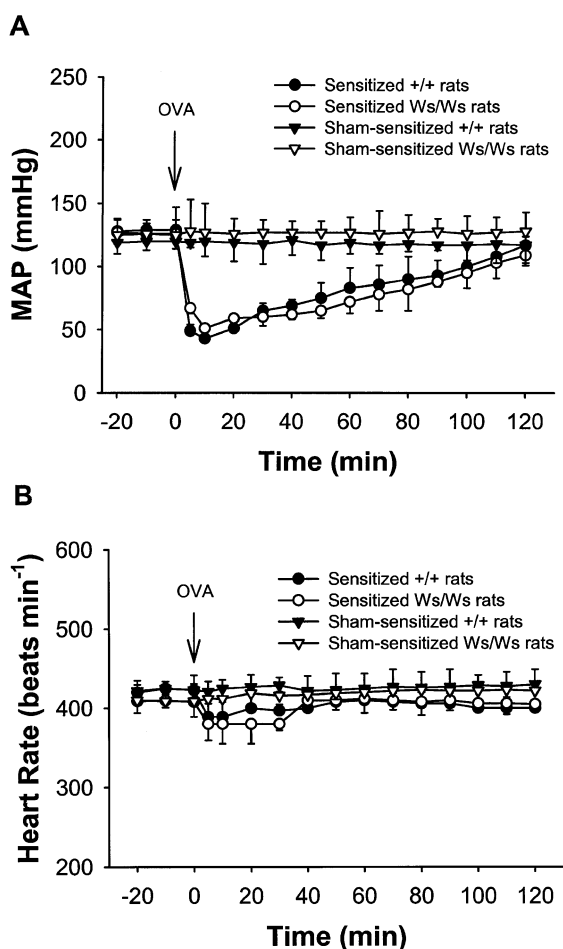 A
250
200
150
100
50
0
MAP (mmHg)
OVA
Sensitized +/+ rats
Sensitized Ws/Ws rats
Sham-sensitized +/+ rats
Sham-sensitized Ws/Ws rats
-20 0 20 40 60 80 100 120
Time (min)
B
600
500
400
300
200
Heart Rate (beats min⁻¹)
OVA
Sensitized +/+ rats
Sensitized Ws/Ws rats
Sham-sensitized +/+ rats
Sham-sensitized Ws/Ws rats
-20 0 20 40 60 80 100 120
Time (min)